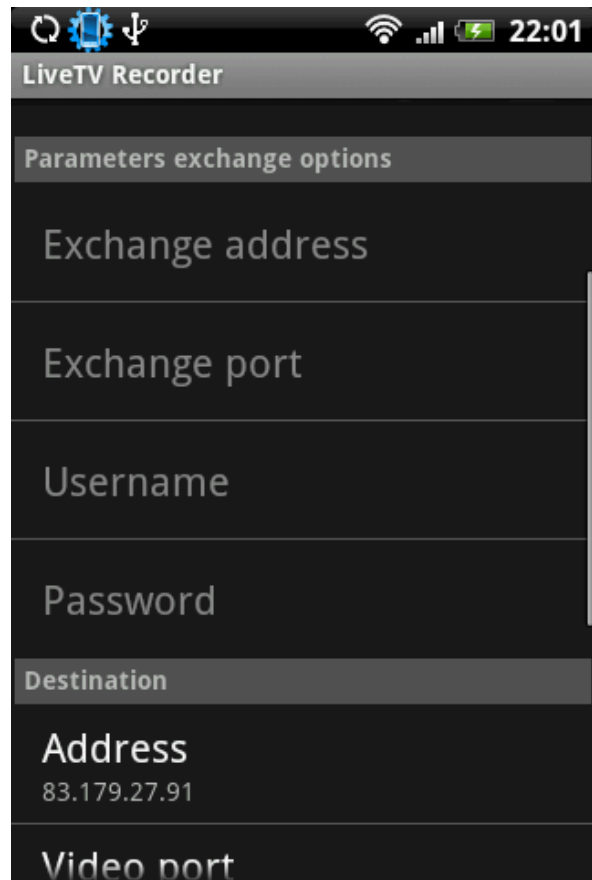 22:01
LiveTV Recorder
Parameters exchange options
Exchange address
Exchange port
Username
Password
Destination
Address
83.179.27.91
Video port